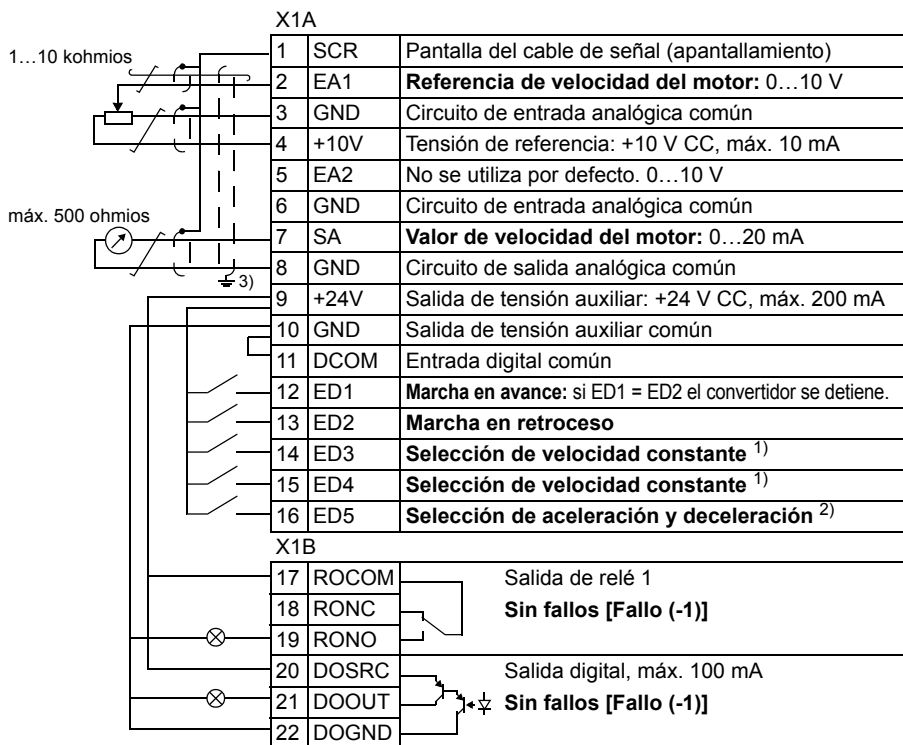 X1A
1…10 kohmios
1 SCR Pantalla del cable de señal (apantallamiento)
2 EA1 Referencia de velocidad del motor: 0…10 V
3 GND Circuito de entrada analógica común
4 +10V Tensión de referencia: +10 V CC, máx. 10 mA
5 EA2 No se utiliza por defecto. 0…10 V
6 GND Circuito de entrada analógica común
máx. 500 ohmios
7 SA Valor de velocidad del motor: 0…20 mA
8 GND Circuito de salida analógica común
3)
9 +24V Salida de tensión auxiliar: +24 V CC, máx. 200 mA
10 GND Salida de tensión auxiliar común
11 DCOM Entrada digital común
12 ED1 Marcha en avance: si ED1 = ED2 el convertidor se detiene.
13 ED2 Marcha en retroceso
14 ED3 Selección de velocidad constante 1)
15 ED4 Selección de velocidad constante 1)
16 ED5 Selección de aceleración y deceleración 2)
X1B
17 ROCOM Salida de relé 1
18 RONC Sin fallos [Fallo (-1)]
19 RONO
20 DOSRC Salida digital, máx. 100 mA
21 DOOUT Sin fallos [Fallo (-1)]
22 DOGND